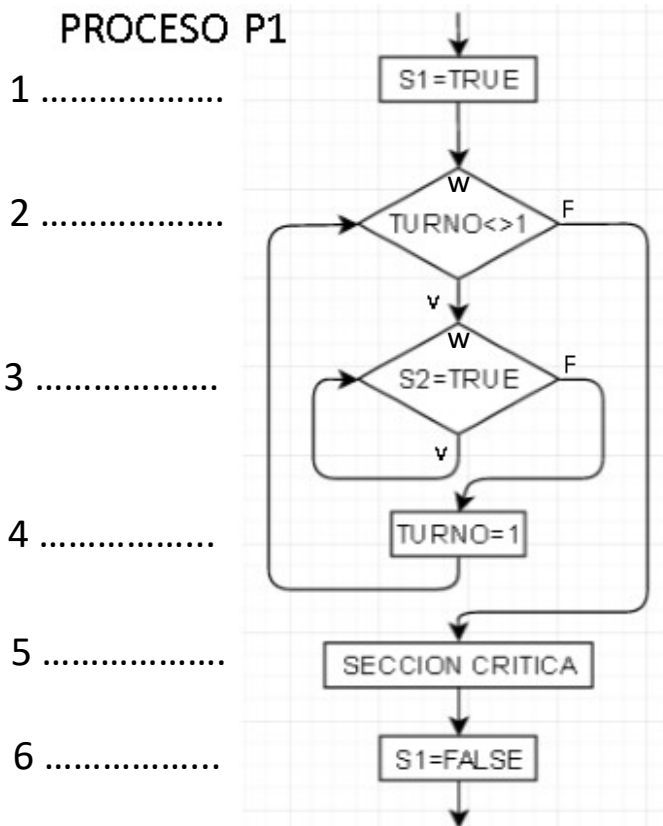 PROCESO P1
1 ....................
S1=TRUE
W
2 ....................
TURNO<>1
F
v
W
3 ....................
S2=TRUE
F
v
4 ...................
TURNO=1
5 ....................
SECCION CRITICA
6 ...................
S1=FALSE